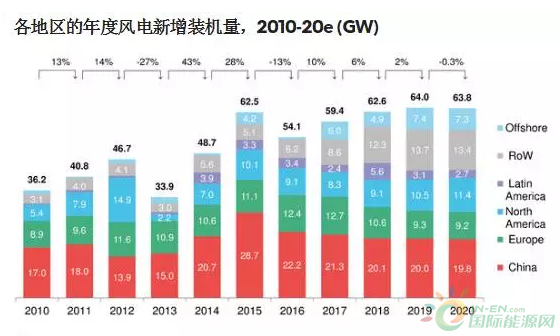 各地区的年度风电新增装机量，2010-20e (GW)
13% 14% -27% 43% 28% -13% 10% 6% 2% -0.3%
36.2 40.8 46.7 33.9 48.7 62.5 54.1 59.4 62.6 64.0 63.8
4.2 6.0 4.9 7.4 7.3 Offshore
3.1 4.0 4.1 3.0 5.6 5.1 6.2 8.6 12.3 13.7 13.4 RoW
3.9 3.3 3.4 2.4 5.6 3.1 2.7 Latin
America
5.4 7.9 14.9 2.2 7.0 10.1 9.1 8.3 9.1 10.5 11.4 North
America
8.9 9.6 11.6 10.9 10.6 11.1 12.4 12.7 10.6 9.3 9.2 Europe
17.0 18.0 13.9 15.0 20.7 28.7 22.2 21.3 20.1 20.0 19.8 China
2010 2011 2012 2013 2014 2015 2016 2017 2018 2019 2020
IN-EN.com
国际能源网